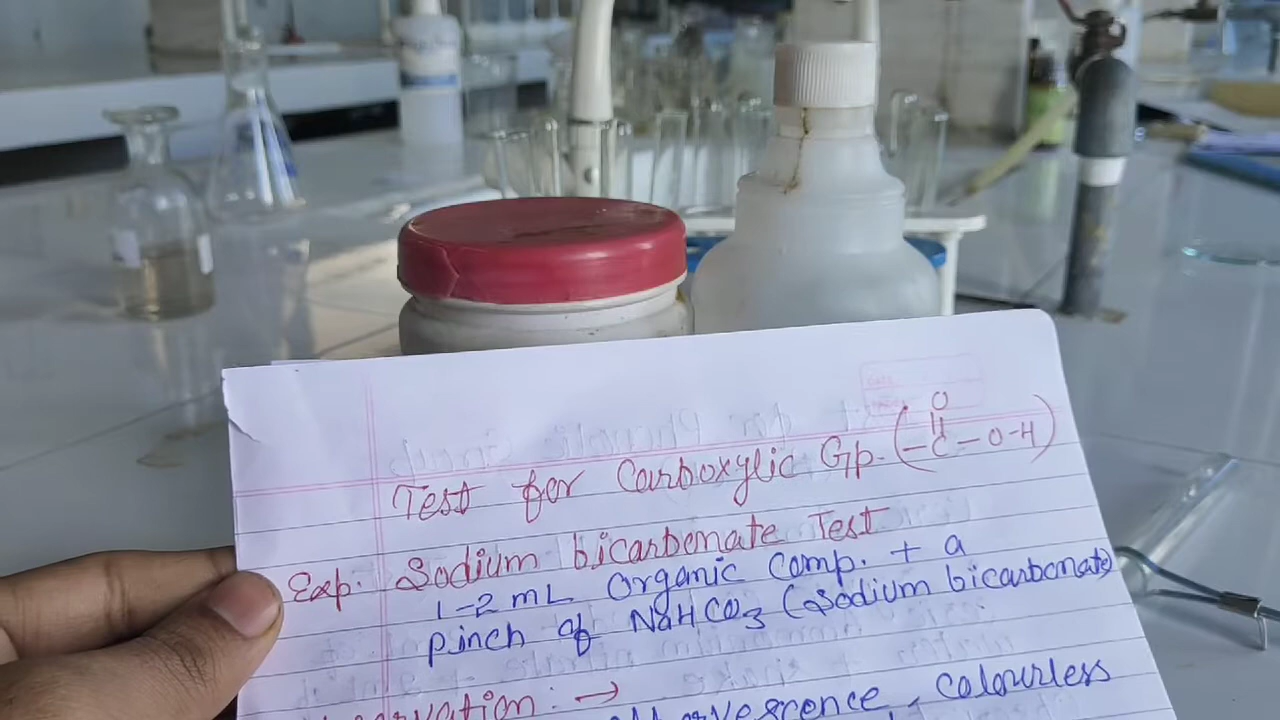 O
||
Test for Carboxylic Gp. (-C-O-H)
Exp. Sodium bicarbonate Test
1-2 mL Organic Comp. + a
pinch of NaHCO3 (Sodium bicarbonate)
:→
, colourless